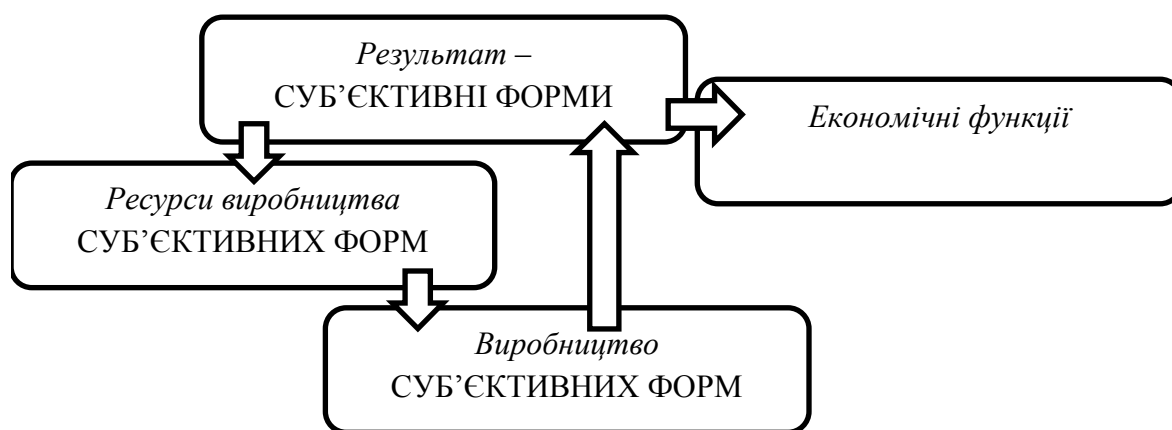 Результат –
СУБ’ЄКТИВНІ ФОРМИ
Економічні функції
Ресурси виробництва
СУБ’ЄКТИВНИХ ФОРМ
Виробництво
СУБ’ЄКТИВНИХ ФОРМ